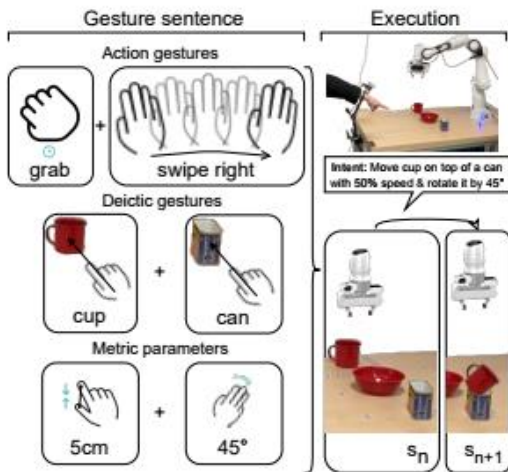 Gesture sentence
Execution
Action gestures
+
grab
swipe right
Deictic gestures
+
cup
can
Metric parameters
+
5cm
45°
Intent: Move cup on top of a can
with 50% speed & rotate it by 45°
sn
sn+1